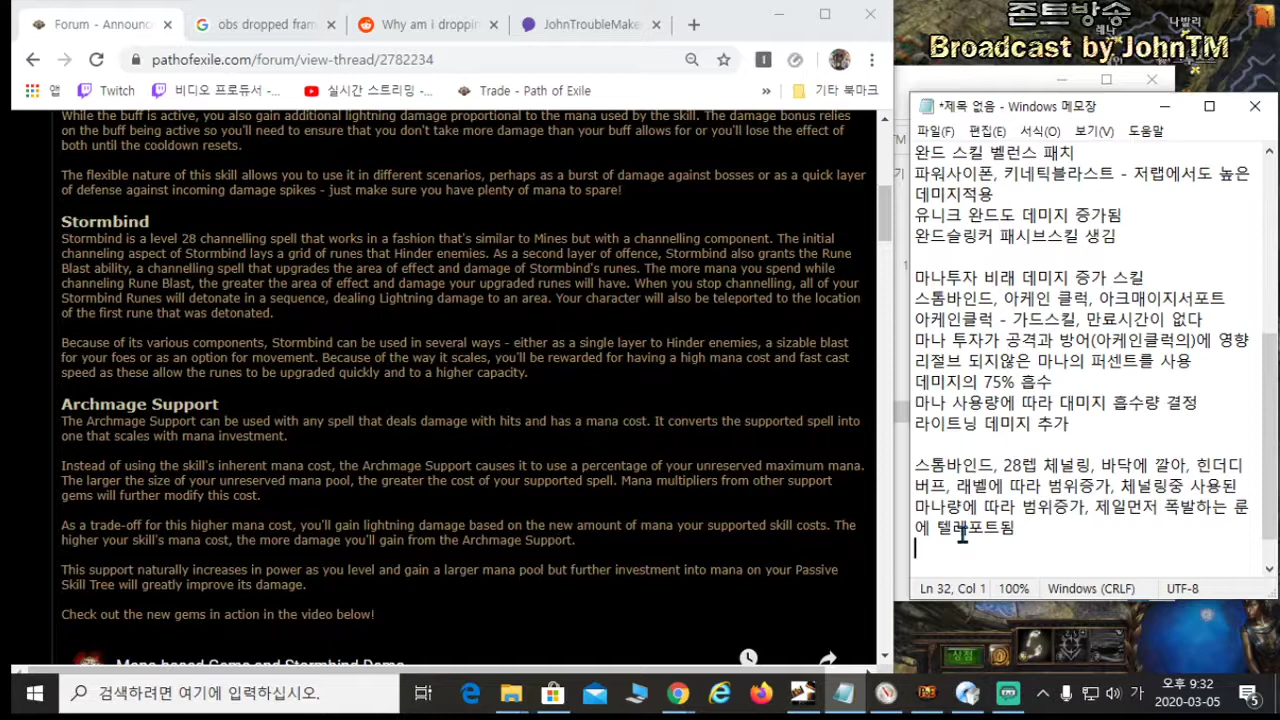 Forum - Announc
obs dropped fram
Why am i droppin
JohnTroubleMake
pathofexile.com/forum/view-thread/2782234
앱
Twitch
비디오 프로듀서 -...
실시간 스트리밍 -...
Trade - Path of Exile
»
기타 북마크
While the buff is active, you also gain additional lightning damage proportional to the mana used by the skill. The damage bonus relies
on the buff being active so you'll need to ensure that you don't take more damage than your buff allows for or you'll lose the effect of
both until the cooldown resets.
The flexible nature of this skill allows you to use it in different scenarios, perhaps as a burst of damage against bosses or as a quick layer
of defense against incoming damage spikes - just make sure you have plenty of mana to spare!
Stormbind
Stormbind is a level 28 channelling spell that works in a fashion that's similar to Mines but with a channelling component. The initial
channeling aspect of Stormbind lays a grid of runes that Hinder enemies. As a second layer of offence, Stormbind also grants the Rune
Blast ability, a channelling spell that upgrades the area of effect and damage of Stormbind's runes. The more mana you spend while
channeling Rune Blast, the greater the area of effect and damage your upgraded runes will have. When you stop channelling, all of your
Stormbind Runes will detonate in a sequence, dealing Lightning damage to an area. Your character will also be teleported to the location
of the first rune that was detonated.
Because of its various components, Stormbind can be used in several ways - either as a single layer to Hinder enemies, a sizable blast
for your foes or as an option for movement. Because of the way it scales, you'll be rewarded for having a high mana cost and fast cast
speed as these allow the runes to be upgraded quickly and to a higher capacity.
Archmage Support
The Archmage Support can be used with any spell that deals damage with hits and has a mana cost. It converts the supported spell into
one that scales with mana investment.
Instead of using the skill's inherent mana cost, the Archmage Support causes it to use a percentage of your unreserved maximum mana.
The larger the size of your unreserved mana pool, the greater the cost of your supported spell. Mana multipliers from other support
gems will further modify this cost.
As a trade-off for this higher mana cost, you'll gain lightning damage based on the new amount of mana your supported skill costs. The
higher your skill's mana cost, the more damage you'll gain from the Archmage Support.
This support naturally increases in power as you level and gain a larger mana pool but further investment into mana on your Passive
Skill Tree will greatly improve its damage.
Check out the new gems in action in the video below!
Mana-based Gems and Stormbind Demo
존트방송
Broadcast by JohnTM
나발리
레나
*제목 없음 - Windows 메모장
파일(F) 편집(E) 서식(O) 보기(V) 도움말
완드 스킬 벨런스 패치
파워사이폰, 키네틱블라스트 - 저랩에서도 높은
데미지적용
유니크 완드도 데미지 증가됨
완드슬링커 패시브스킬 생김
마나투자 비래 데미지 증가 스킬
스톰바인드, 아케인 클럭, 아크매이지서포트
아케인클럭 - 가드스킬, 만료시간이 없다
마나 투자가 공격과 방어(아케인클럭의)에 영향
리절브 되지않은 마나의 퍼센트를 사용
데미지의 75% 흡수
마나 사용량에 따라 대미지 흡수량 결정
라이트닝 데미지 추가
스톰바인드, 28렙 체널링, 바닥에 깔아, 힌더디
버프, 래벨에 따라 범위증가, 체널링중 사용된
마나량에 따라 범위증가, 제일먼저 폭발하는 룬
에 텔레포트됨
Ln 32, Col 1 100% Windows (CRLF) UTF-8
상점
검색하려면 여기에 입력하십시오.
가
오후 9:32
2020-03-05
5